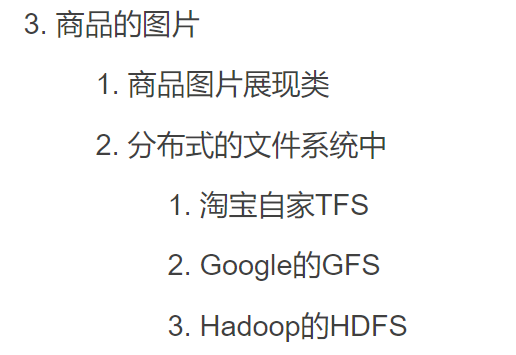 3. 商品的图片
1. 商品图片展现类
2. 分布式的文件系统中
1. 淘宝自家TFS
2. Google的GFS
3. Hadoop的HDFS